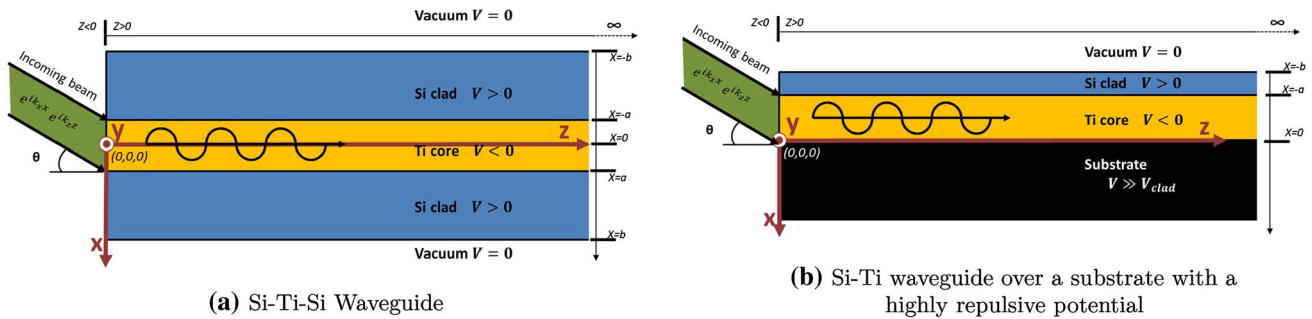 Vacuum V = 0
Z<0 Z>0
∞
X=-b
Incoming beam
e^{ik_x x} e^{ik_z z}
Si clad V > 0
X=-a
y
θ
(0,0,0)
Ti core V < 0
z
X=0
X=a
Si clad V > 0
x
Vacuum V = 0
X=b
(a) Si-Ti-Si Waveguide
Z<0 Z>0
∞
Vacuum V = 0
Incoming beam
e^{ik_x x} e^{ik_z z}
Si clad V > 0
X=-b
X=-a
y
θ
(0,0,0)
Ti core V < 0
z
X=0
Substrate
V ≫ V_{clad}
x
(b) Si-Ti waveguide over a substrate with a
highly repulsive potential